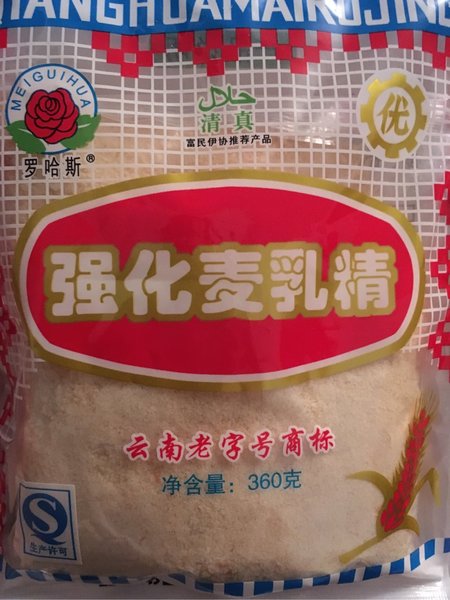 QIANGHUAMAIRUJING
MEIGUIHUA
罗哈斯®
حلال
清真
富民伊协推荐产品
优
强化麦乳精
云南老字号商标
净含量：360克
生产许可